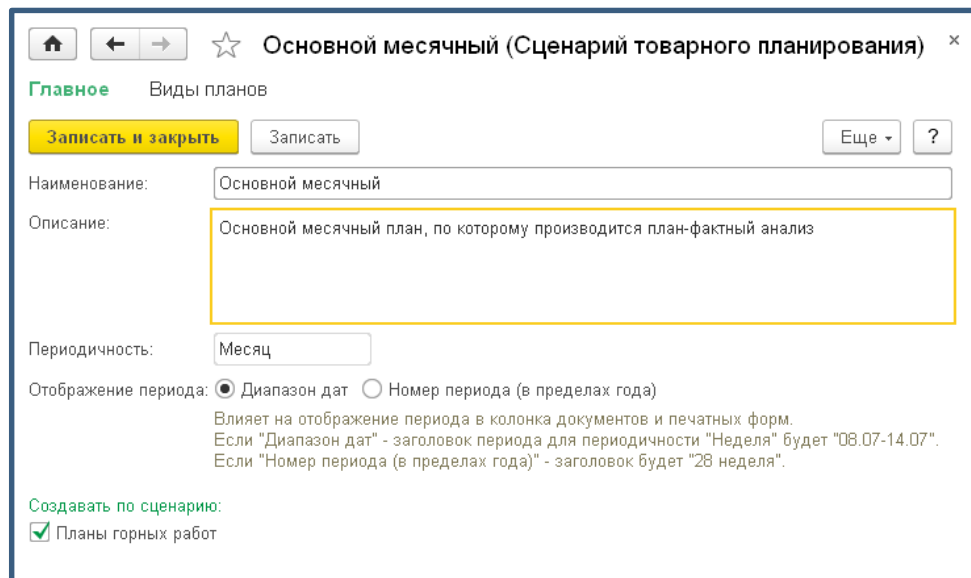 Основной месячный (Сценарий товарного планирования)
Главное Виды планов
Записать и закрыть Записать Еще ?
Наименование: Основной месячный
Описание: Основной месячный план, по которому производится план-фактный анализ
Периодичность: Месяц
Отображение периода: Диапазон дат Номер периода (в пределах года)
Влияет на отображение периода в колонка документов и печатных форм.
Если "Диапазон дат" - заголовок периода для периодичности "Неделя" будет "08.07-14.07".
Если "Номер периода (в пределах года)" - заголовок будет "28 неделя".
Создавать по сценарию:
Планы горных работ